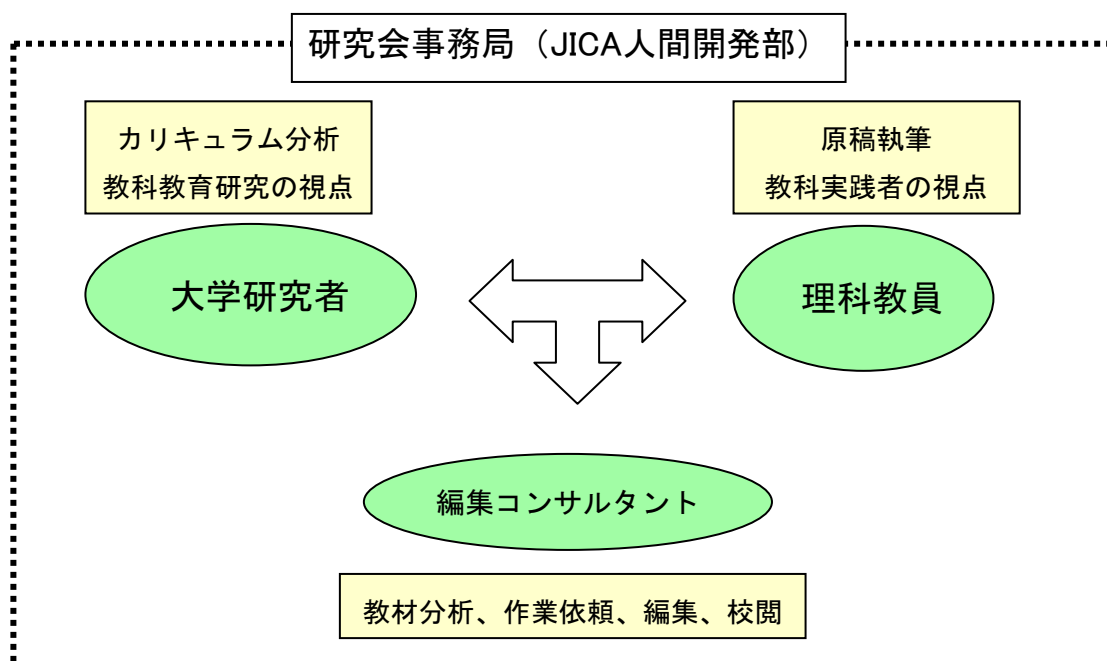 研究会事務局（JICA人間開発部）
カリキュラム分析
教科教育研究の視点
原稿執筆
教科実践者の視点
大学研究者
理科教員
編集コンサルタント
教材分析、作業依頼、編集、校閲